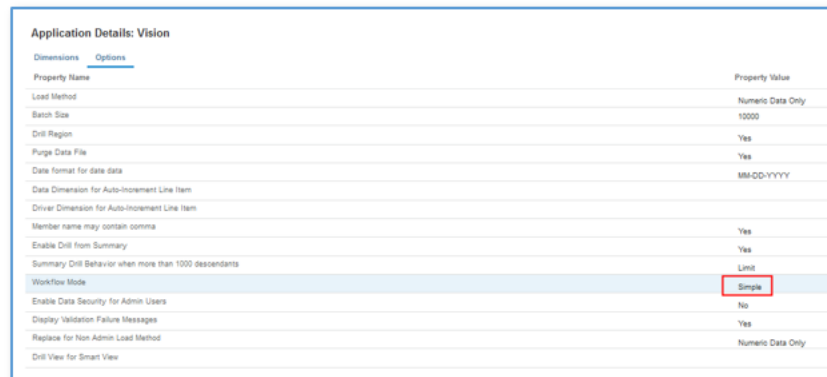 Application Details: Vision
Dimensions Options
Property Name Property Value
Load Method Numeric Data Only
Batch Size 10000
Drill Region Yes
Purge Data File Yes
Date format for date data MM-DD-YYYY
Data Dimension for Auto-Increment Line Item
Driver Dimension for Auto-Increment Line Item
Member name may contain comma Yes
Enable Drill from Summary Yes
Summary Drill Behavior when more than 1000 descendants Limit
Workflow Mode Simple
Enable Data Security for Admin Users No
Display Validation Failure Messages Yes
Replace for Non Admin Load Method Numeric Data Only
Drill View for Smart View